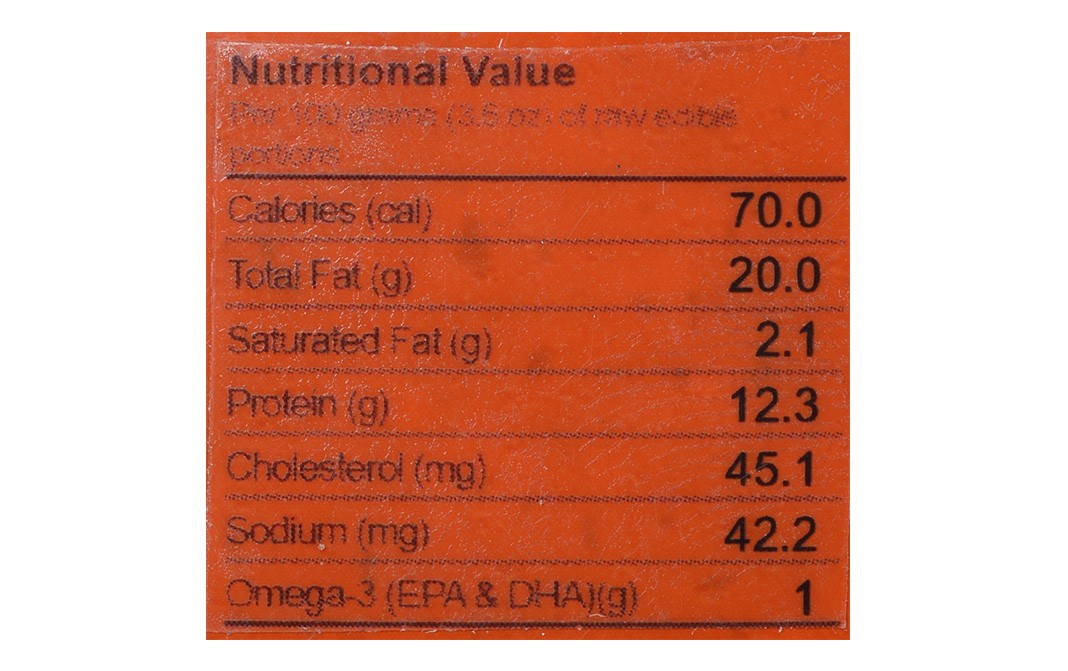 Nutritional Value
Per 100 grams (3.5 oz) of raw edible
portions
Calories (cal) 70.0
Total Fat (g) 20.0
Saturated Fat (g) 2.1
Protein (g) 12.3
Cholesterol (mg) 45.1
Sodium (mg) 42.2
Omega-3 (EPA & DHA)(g) 1